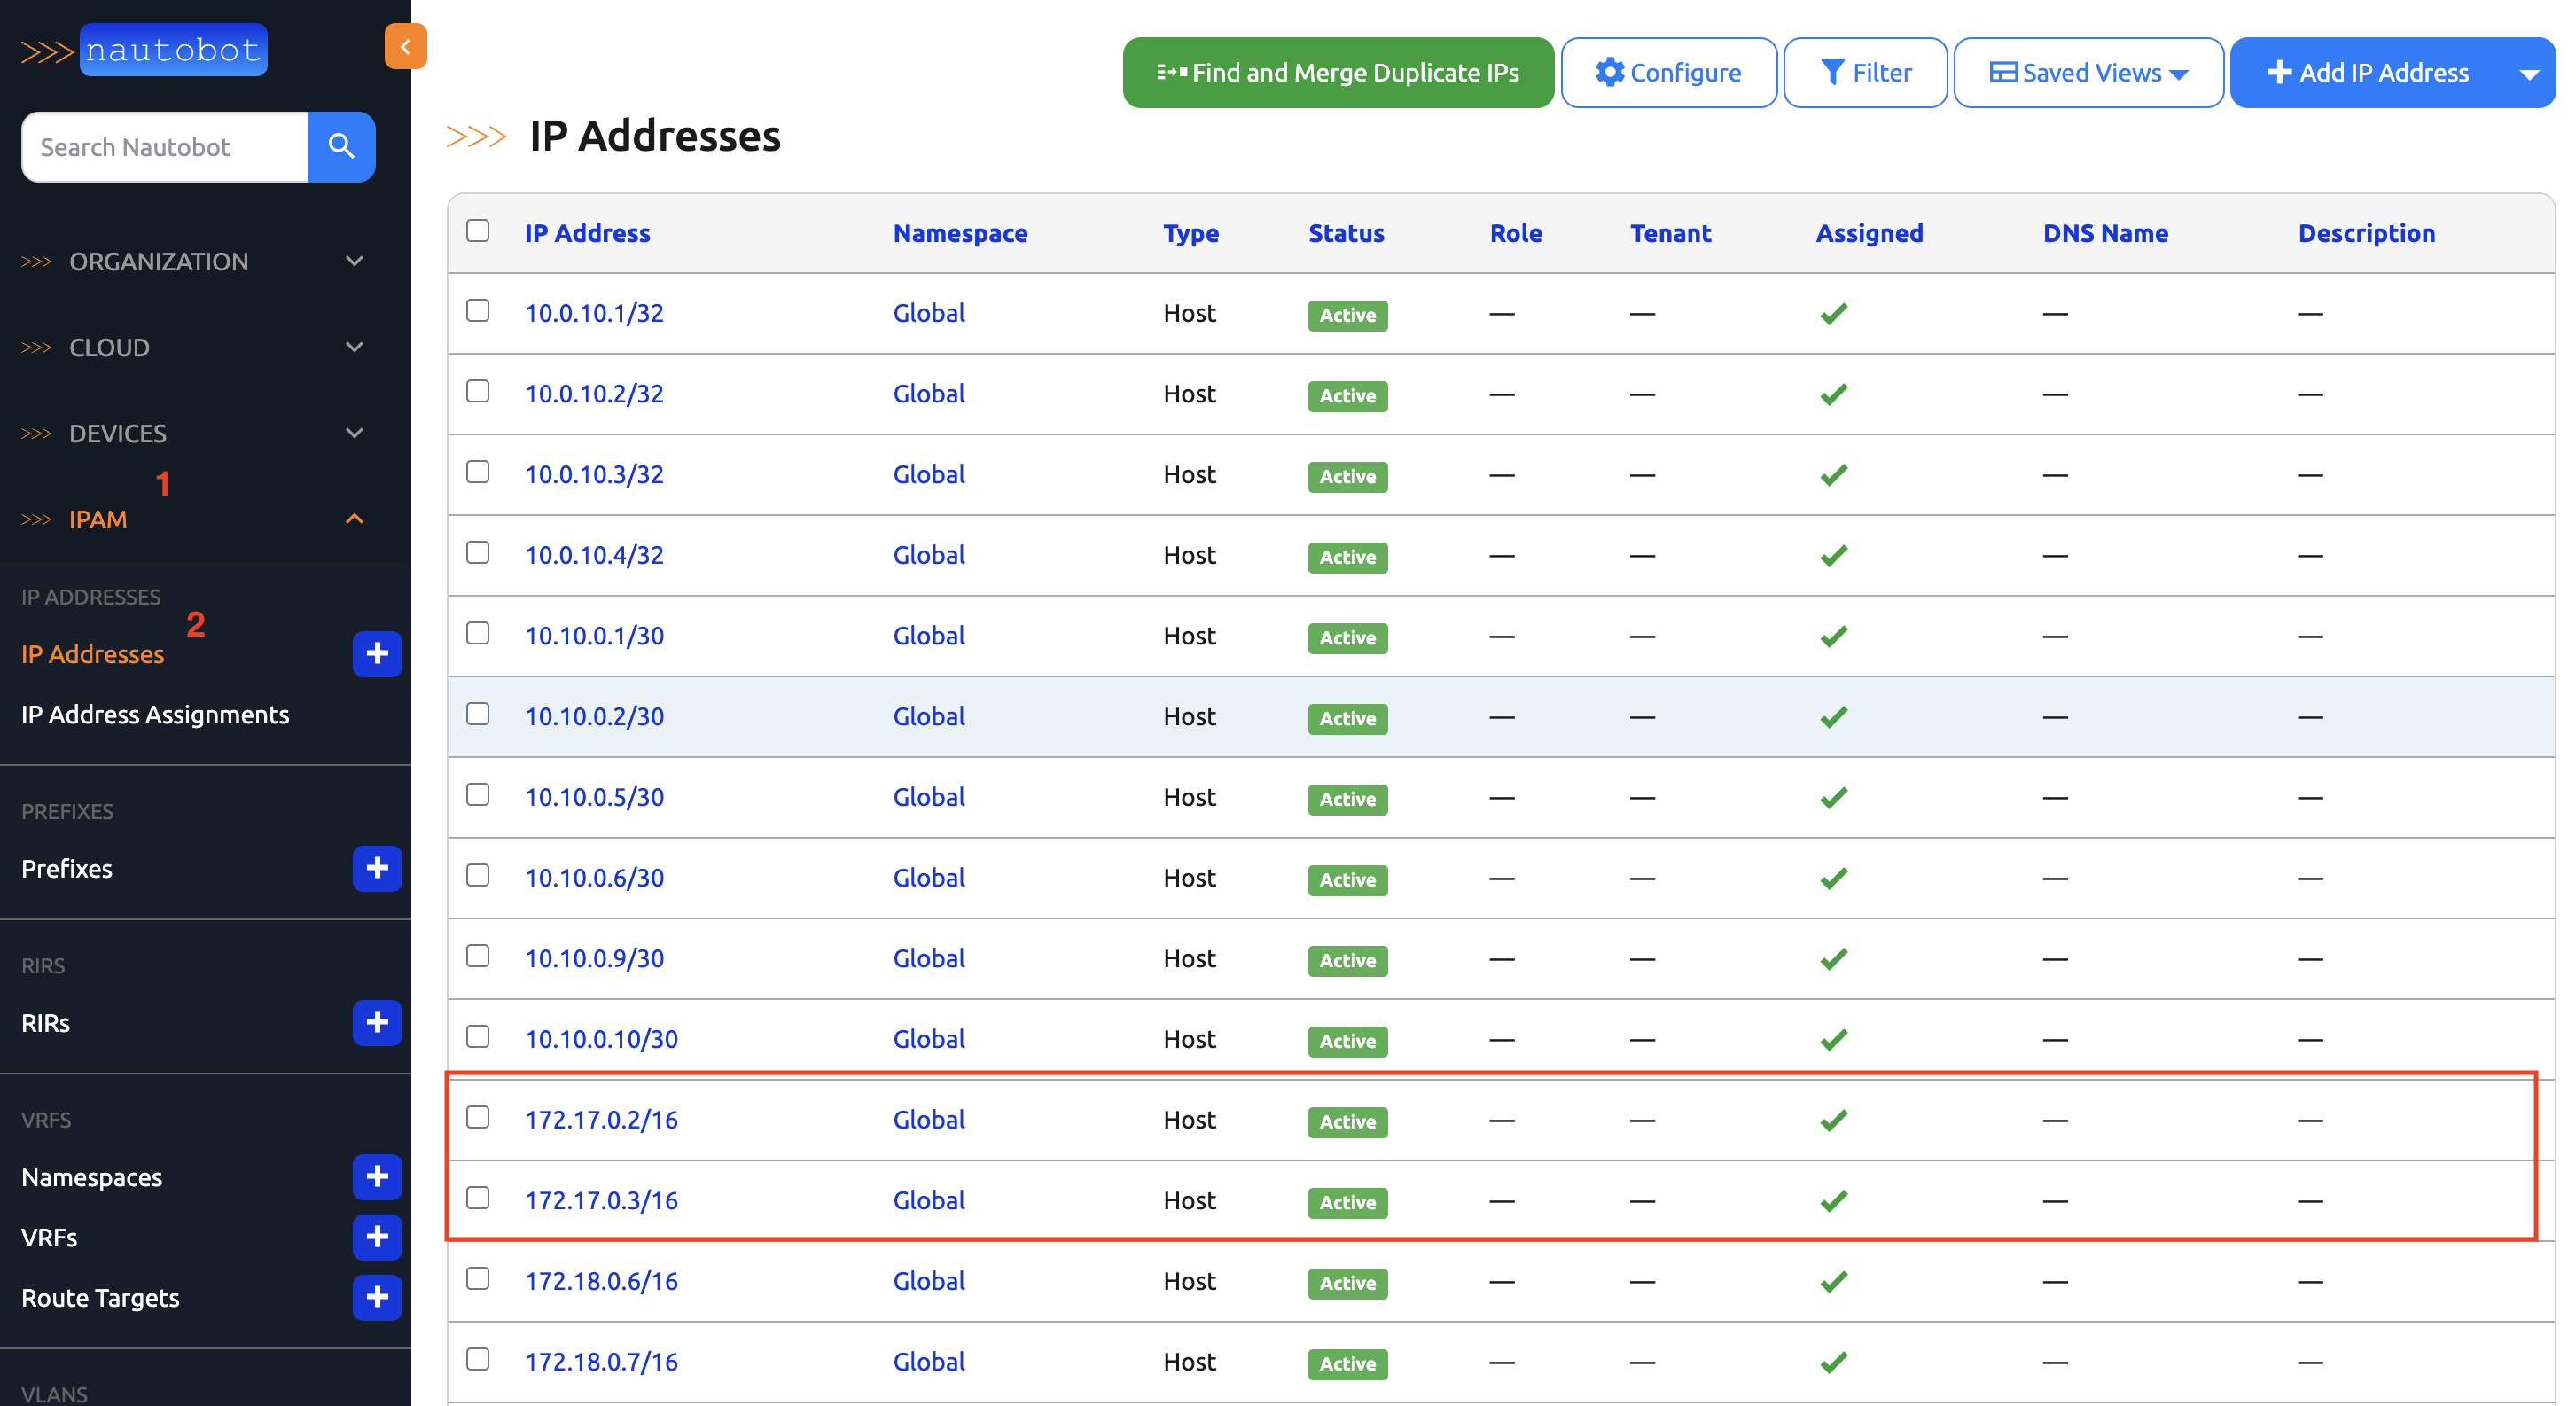 nautobot
Search Nautobot
ORGANIZATION
CLOUD
DEVICES
1
IPAM
IP ADDRESSES
2
IP Addresses
IP Address Assignments
PREFIXES
Prefixes
RIRS
RIRs
VRFS
Namespaces
VRFs
Route Targets
VLANS
Find and Merge Duplicate IPs Configure Filter Saved Views Add IP Address
IP Addresses
IP Address Namespace Type Status Role Tenant Assigned DNS Name Description
10.0.10.1/32 Global Host Active — — — —
10.0.10.2/32 Global Host Active — — — —
10.0.10.3/32 Global Host Active — — — —
10.0.10.4/32 Global Host Active — — — —
10.10.0.1/30 Global Host Active — — — —
10.10.0.2/30 Global Host Active — — — —
10.10.0.5/30 Global Host Active — — — —
10.10.0.6/30 Global Host Active — — — —
10.10.0.9/30 Global Host Active — — — —
10.10.0.10/30 Global Host Active — — — —
172.17.0.2/16 Global Host Active — — — —
172.17.0.3/16 Global Host Active — — — —
172.18.0.6/16 Global Host Active — — — —
172.18.0.7/16 Global Host Active — — — —